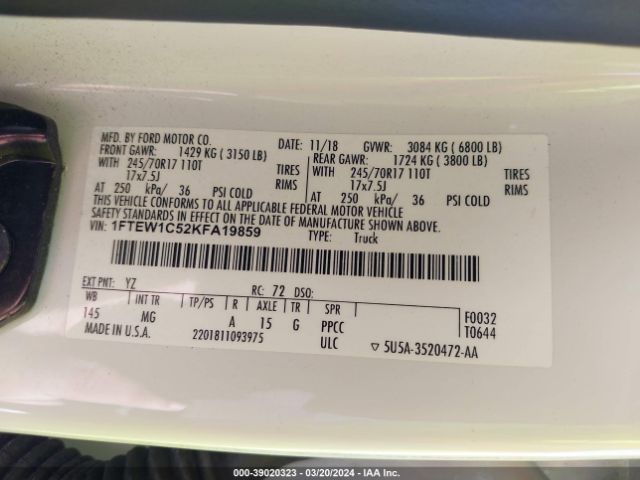 MFD. BY FORD MOTOR CO. DATE: 11/18 GVWR: 3084 KG ( 6800 LB)
FRONT GAWR: 1429 KG ( 3150 LB) REAR GAWR: 1724 KG ( 3800 LB)
WITH 245/70R17 110T TIRES WITH 245/70R17 110T TIRES
17x7.5J RIMS 17x7.5J RIMS
AT 250 kPa/ 36 PSI COLD AT 250 kPa/ 36 PSI COLD
THIS VEHICLE CONFORMS TO ALL APPLICABLE FEDERAL MOTOR VEHICLE
SAFETY STANDARDS IN EFFECT ON THE DATE OF MANUFACTURE SHOWN ABOVE.
VIN: 1FTEW1C52KFA19859 TYPE: Truck
EXT PNT: YZ RC: 72 DSO: F0032
WB INT TR TP/PS R AXLE TR SPR T0644
145 MG A 15 G PPCC
MADE IN U.S.A. 2201811093975 ULC ▽ 5U5A-3520472-AA
000-39020323 - 03/20/2024 - IAA Inc.